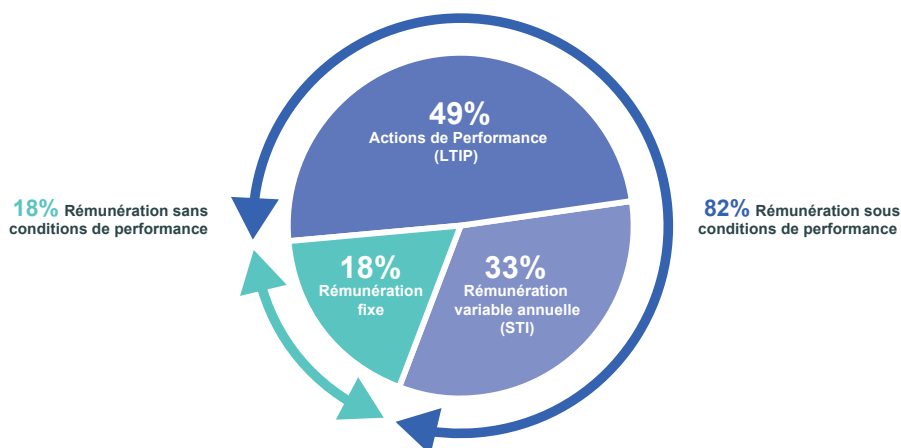 49%
Actions de Performance
(LTIP)
18% Rémunération sans
conditions de performance
82% Rémunération sous
conditions de performance
18%
Rémunération
fixe
33%
Rémunération
variable annuelle
(STI)